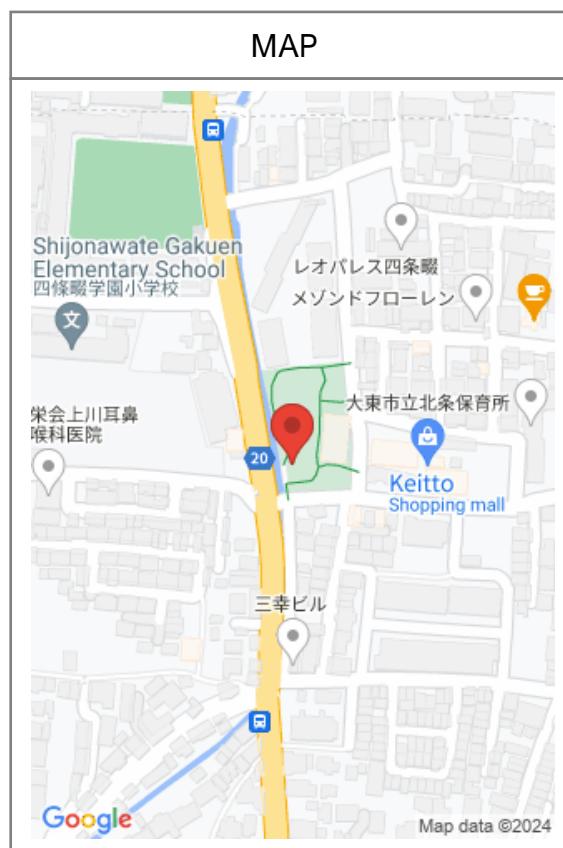 MAP
Shijonawate Gakuen
Elementary School
四條畷学園小学校
文
レオパレス四条畷
メゾンドフローレン
大東市立北条保育所
栄会上川耳鼻
喉科医院
20
Keitto
Shopping mall
三幸ビル
Google
Map data ©2024